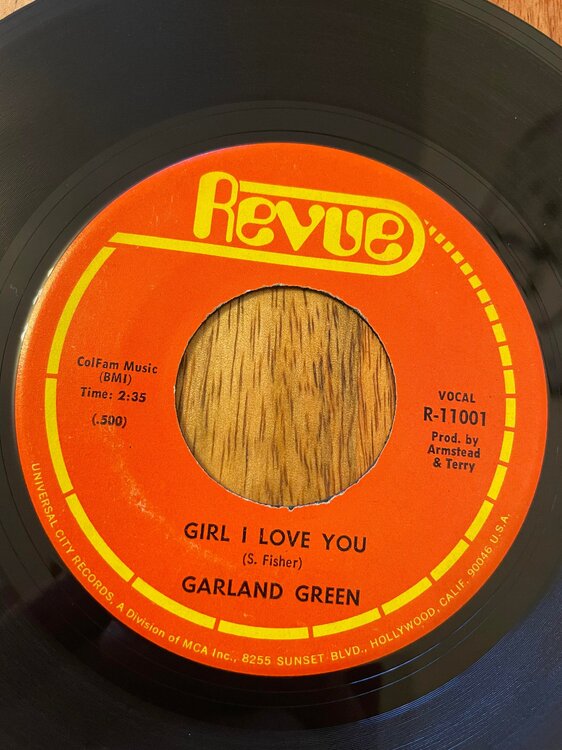 Revue
ColFam Music
(BMI)
Time: 2:35
(.500)
VOCAL
R-11001
Prod. by
Armstead
& Terry
GIRL I LOVE YOU
(S. Fisher)
GARLAND GREEN
UNIVERSAL CITY RECORDS, A Division of MCA Inc., 8255 SUNSET BLVD., HOLLYWOOD, CALIF. 90046 U.S.A.